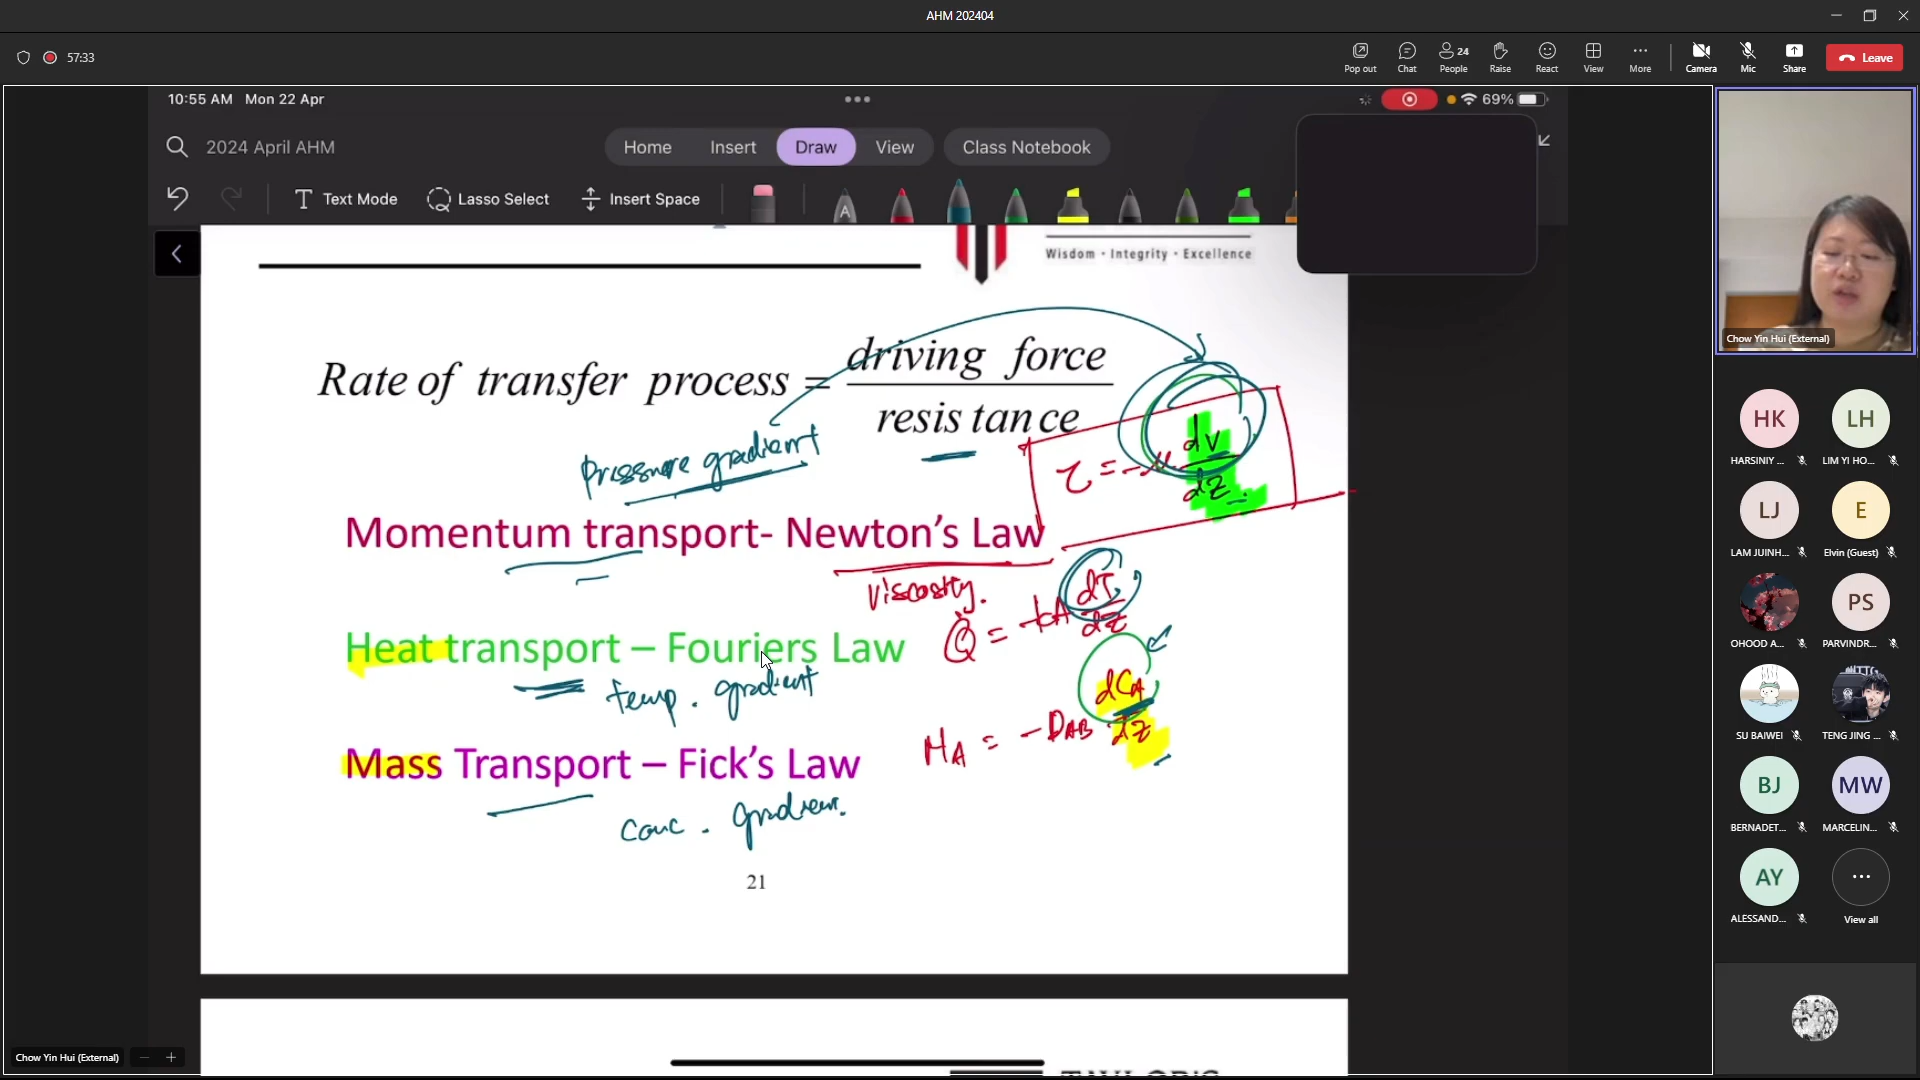 AHM 202404
57:33
Pop out
Chat
24
People
Raise
React
View
More
Camera
Mic
Share
Leave
10:55 AM Mon 22 Apr
69%
2024 April AHM
Home
Insert
Draw
View
Class Notebook
Text Mode
Lasso Select
Insert Space
Wisdom · Integrity · Excellence
Rate of transfer process = driving force
resis tan ce
pressure gradient
τ = -μ dv
dz
Momentum transport- Newton's Law
Viscosity.
Q̇ = -kA dT
dz
Heat transport – Fouriers Law
temp. gradient
NA = -DAB dCA
dz
Mass Transport – Fick's Law
conc. gradien.
21
TAYLOR'S
Chow Yin Hui (External)
Chow Yin Hui (External)
HK
LH
HARSINIY ...
LIM YI HO...
LJ
E
LAM JUINH...
Elvin (Guest)
PS
OHOOD A...
PARVINDR...
SU BAIWEI
TENG JING ...
BJ
MW
BERNADET...
MARCELIN...
AY
ALESSAND...
View all